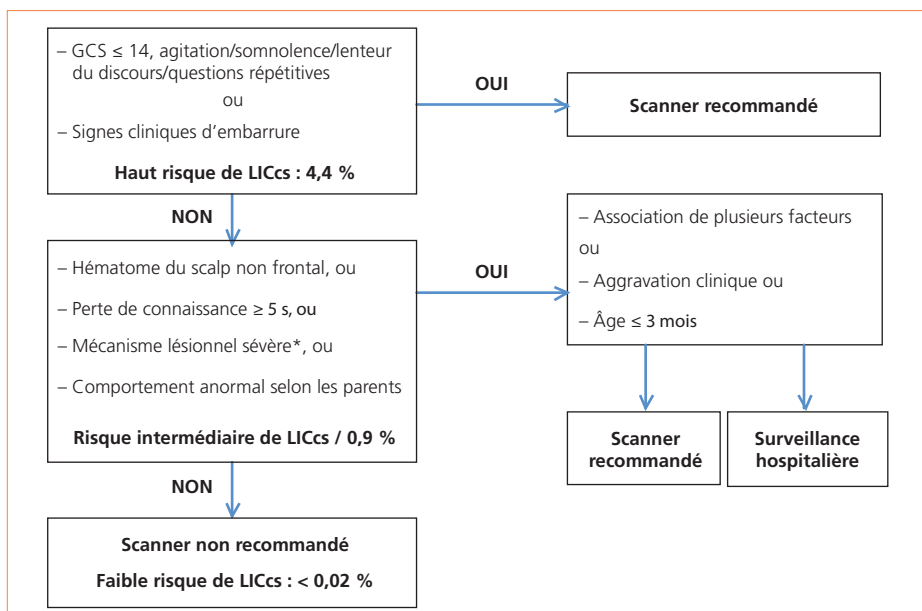 – GCS ≤ 14, agitation/somnolence/lenteur
du discours/questions répétitives
ou
– Signes cliniques d’embarrure
Haut risque de LICcs : 4,4 %
OUI
Scanner recommandé
NON
– Hématome du scalp non frontal, ou
– Perte de connaissance ≥ 5 s, ou
– Mécanisme lésionnel sévère*, ou
– Comportement anormal selon les parents
Risque intermédiaire de LICcs / 0,9 %
OUI
– Association de plusieurs facteurs
ou
– Aggravation clinique ou
– Âge ≤ 3 mois
Scanner
recommandé
Surveillance
hospitalière
NON
Scanner non recommandé
Faible risque de LICcs : < 0,02 %